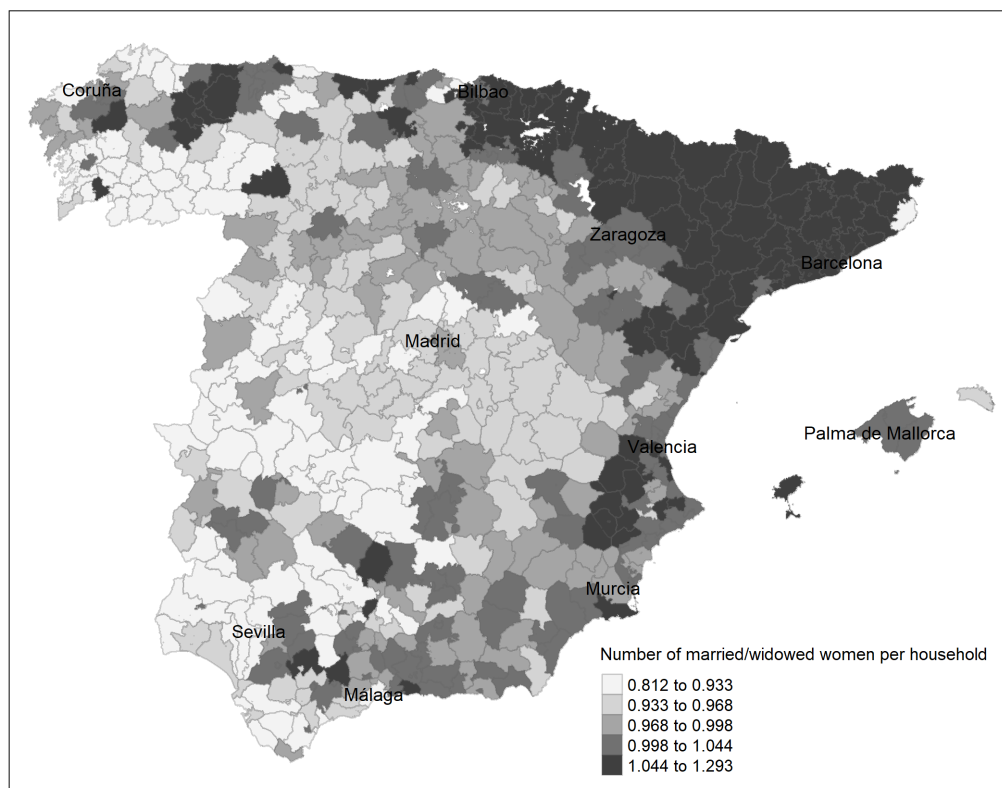 Coruña
Bilbao
Zaragoza
Barcelona
Madrid
Palma de Mallorca
Valencia
Murcia
Sevilla
Málaga
Number of married/widowed women per household
0.812 to 0.933
0.933 to 0.968
0.968 to 0.998
0.998 to 1.044
1.044 to 1.293